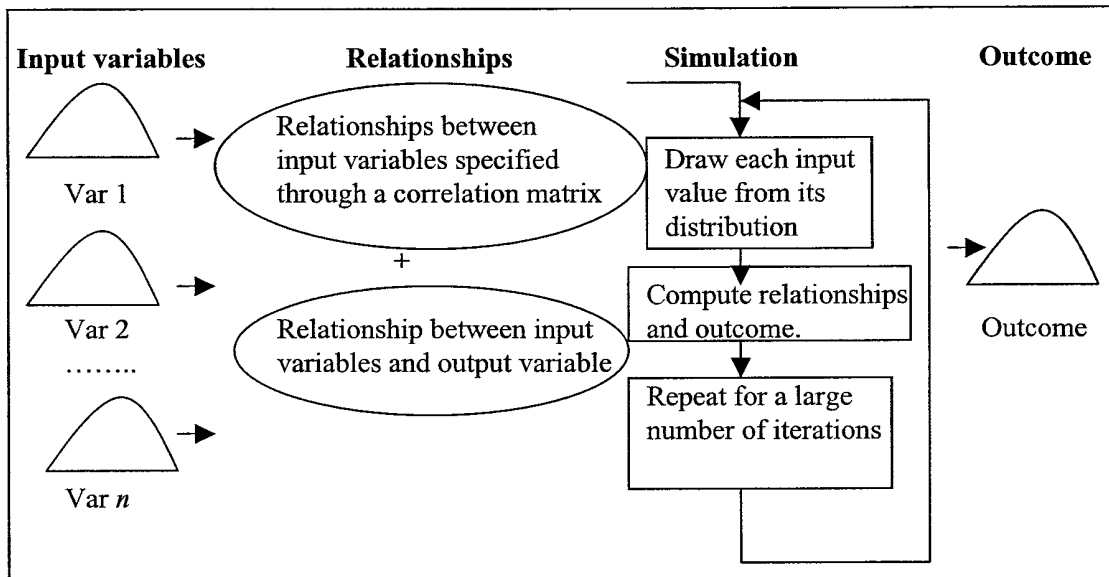 Input variables
Relationships
Simulation
Outcome
Var 1
Var 2
........
Var n
Relationships between
input variables specified
through a correlation matrix
+
Relationship between input
variables and output variable
Draw each input
value from its
distribution
Compute relationships
and outcome.
Repeat for a large
number of iterations
Outcome